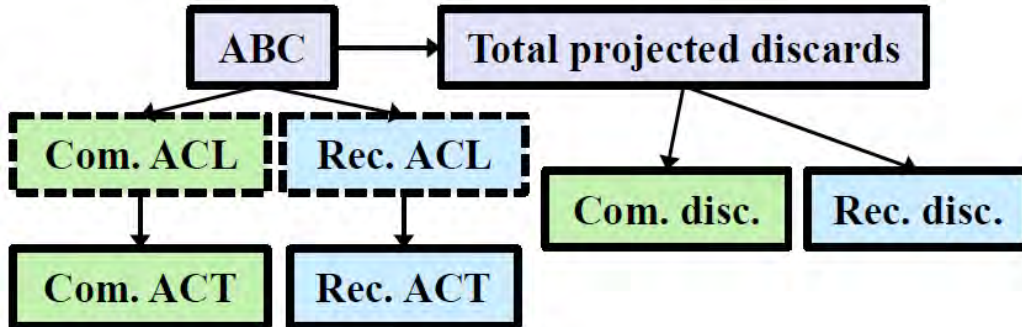 ABC
Total projected discards
Com. ACL
Rec. ACL
Com. disc.
Rec. disc.
Com. ACT
Rec. ACT